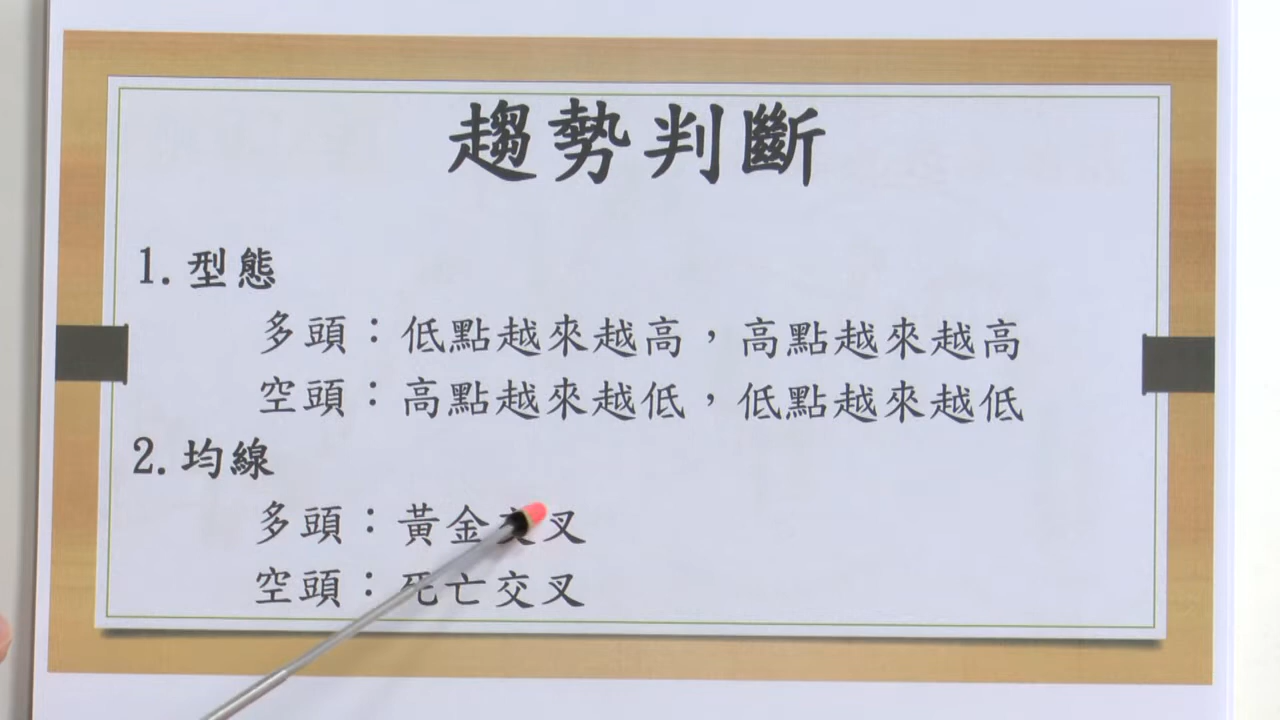 趨勢判斷
1.型態
多頭：低點越來越高，高點越來越高
空頭：高點越來越低，低點越來越低
2.均線
多頭：黃金交叉
空頭：死亡交叉